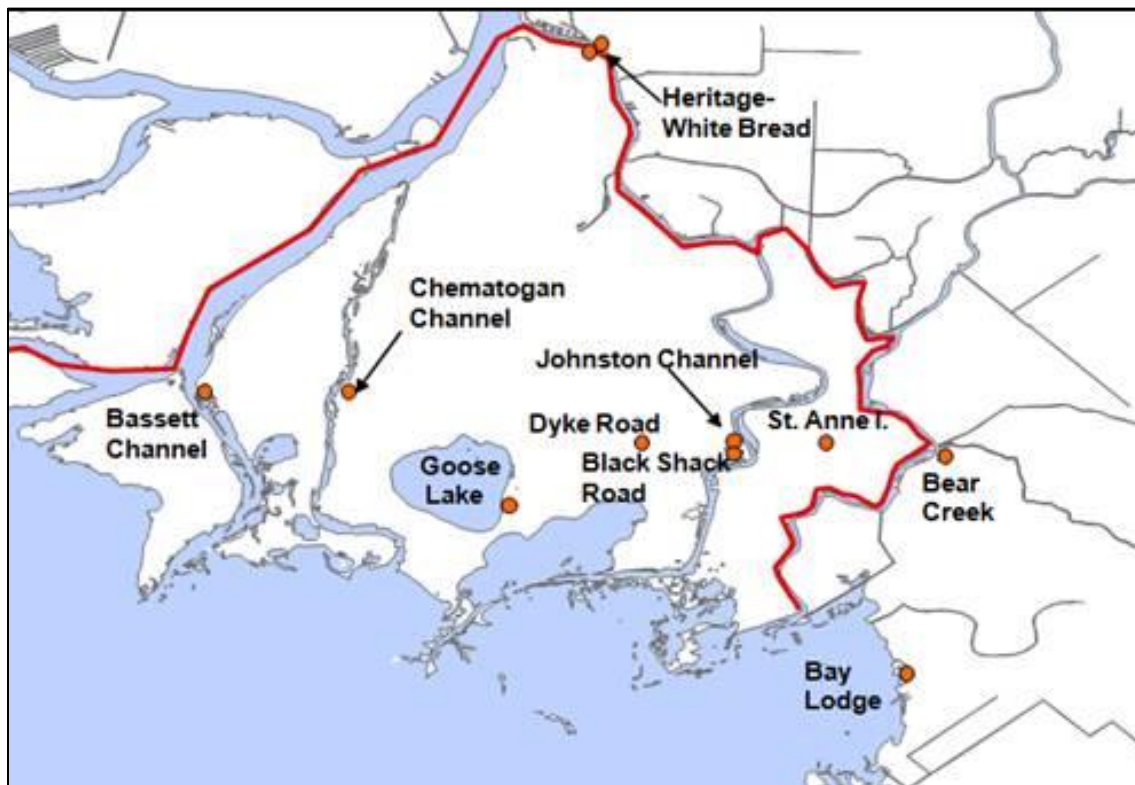 Heritage-
White Bread
Chematogan
Channel
Johnston Channel
Bassett
Channel
Dyke Road
St. Anne I.
Goose
Lake
Black Shack
Road
Bear
Creek
Bay
Lodge